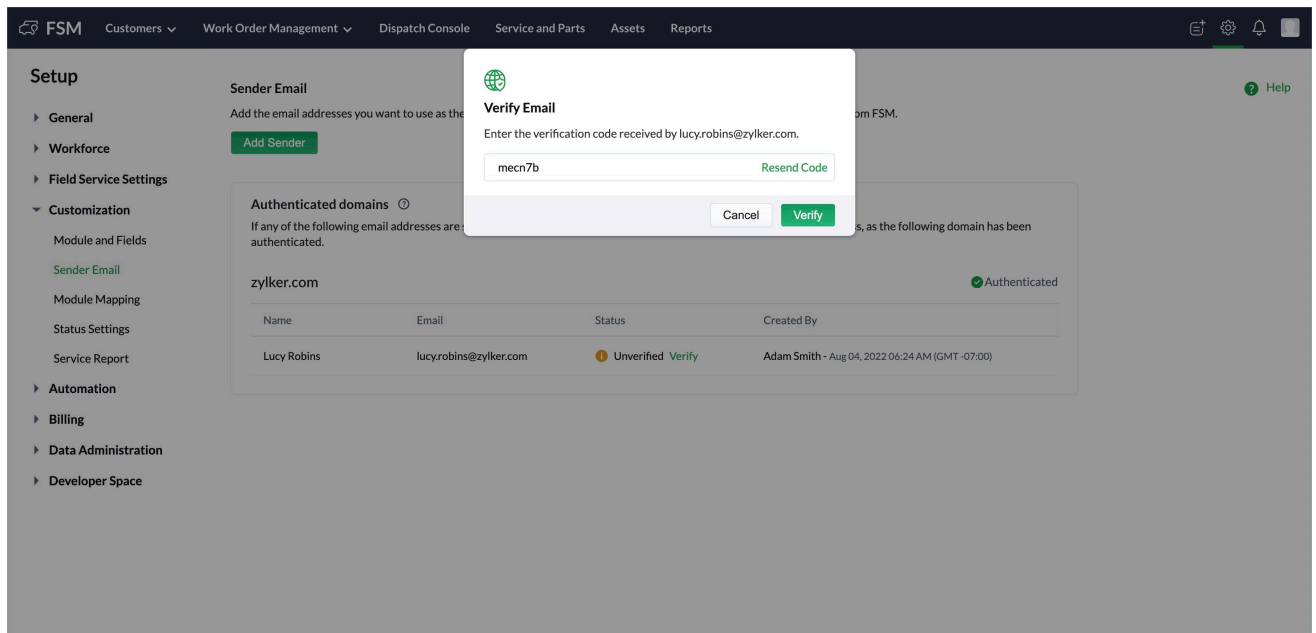 FSM Customers Work Order Management Dispatch Console Service and Parts Assets Reports
Setup
General
Workforce
Field Service Settings
Customization
Module and Fields
Sender Email
Module Mapping
Status Settings
Service Report
Automation
Billing
Data Administration
Developer Space
Sender Email
Help
Add the email addresses you want to use as the
om FSM.
Add Sender
Verify Email
Enter the verification code received by lucy.robins@zylker.com.
mecn7b Resend Code
Cancel Verify
Authenticated domains
If any of the following email addresses are
s, as the following domain has been
authenticated.
zylker.com Authenticated
Name Email Status Created By
Lucy Robins lucy.robins@zylker.com Unverified Verify Adam Smith - Aug 04, 2022 06:24 AM (GMT -07:00)